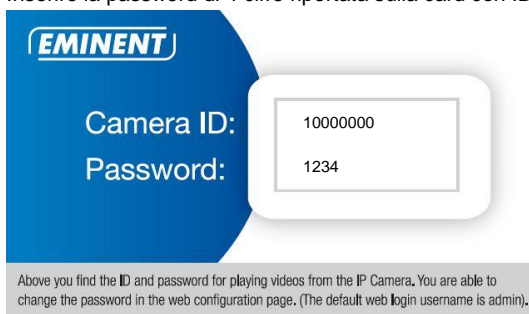 EMINENT
Camera ID: 10000000
Password: 1234
Above you find the ID and password for playing videos from the IP Camera. You are able to
change the password in the web configuration page. (The default web login username is admin).